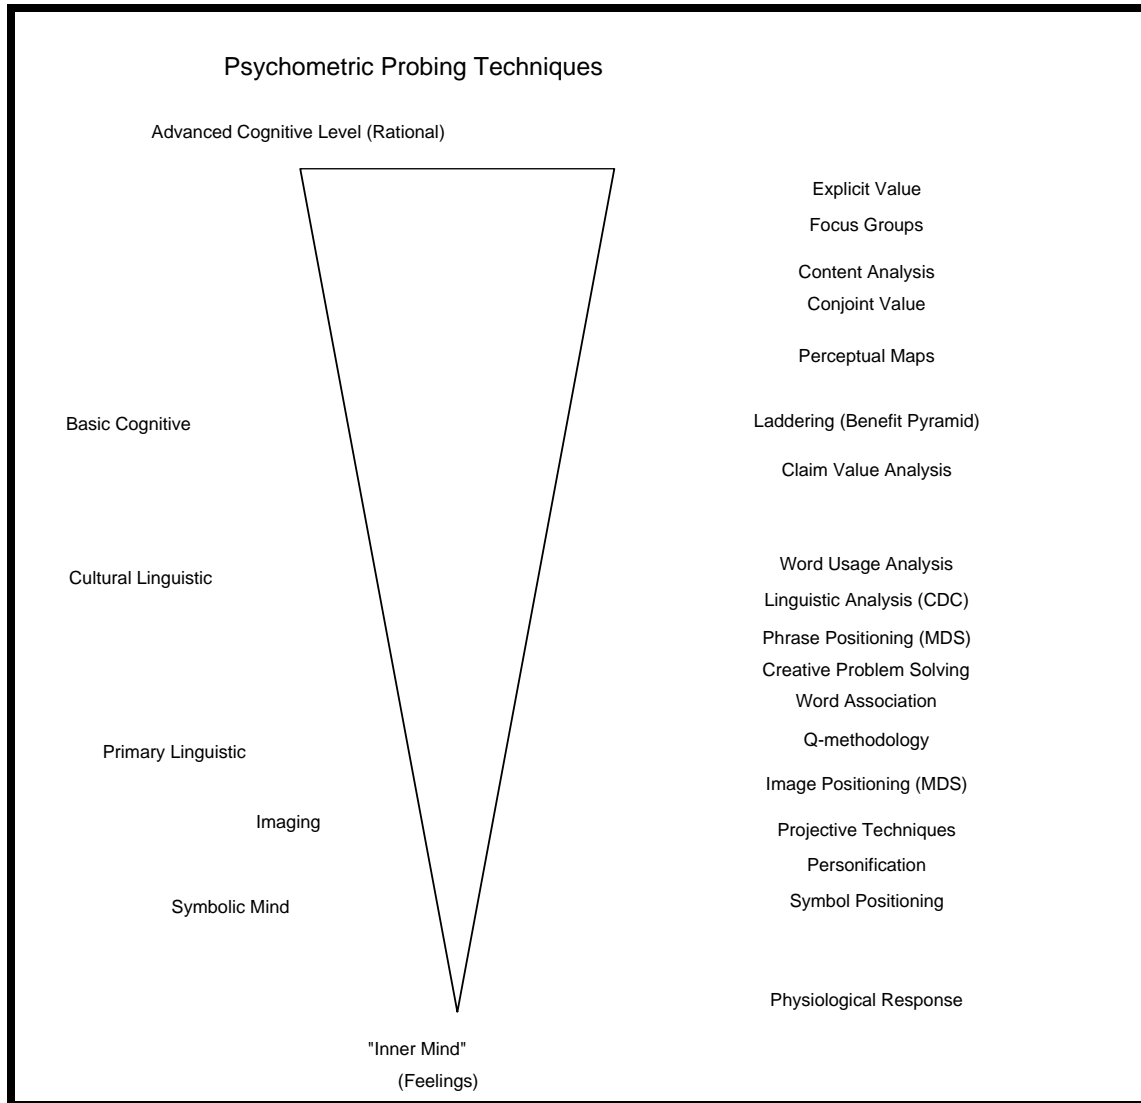 Psychometric Probing Techniques
Advanced Cognitive Level (Rational)
Explicit Value
Focus Groups
Content Analysis
Conjoint Value
Perceptual Maps
Basic Cognitive
Laddering (Benefit Pyramid)
Claim Value Analysis
Cultural Linguistic
Word Usage Analysis
Linguistic Analysis (CDC)
Phrase Positioning (MDS)
Creative Problem Solving
Word Association
Primary Linguistic
Q-methodology
Image Positioning (MDS)
Imaging
Projective Techniques
Personification
Symbolic Mind
Symbol Positioning
Physiological Response
"Inner Mind"
(Feelings)